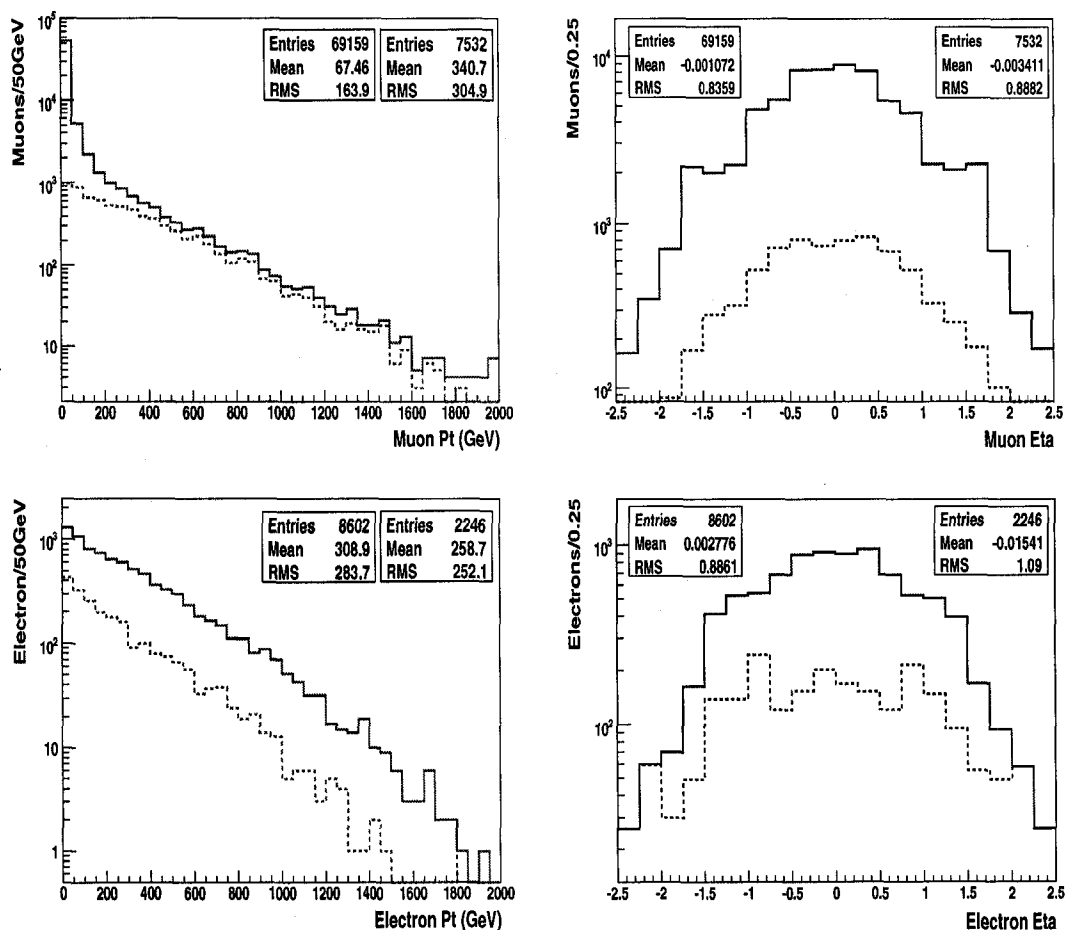 Muons/50GeV
10^5
10^4
10^3
10^2
10
Entries 69159
Mean 67.46
RMS 163.9
Entries 7532
Mean 340.7
RMS 304.9
0 200 400 600 800 1000 1200 1400 1600 1800 2000
Muon Pt (GeV)
Muons/0.25
10^4
10^3
10^2
Entries 69159
Mean -0.001072
RMS 0.8359
Entries 7532
Mean -0.003411
RMS 0.8882
-2.5 -2 -1.5 -1 -0.5 0 0.5 1 1.5 2 2.5
Muon Eta
Electron/50GeV
10^3
10^2
10
1
Entries 8602
Mean 308.9
RMS 283.7
Entries 2246
Mean 258.7
RMS 252.1
0 200 400 600 800 1000 1200 1400 1600 1800 2000
Electron Pt (GeV)
Electrons/0.25
10^3
10^2
Entries 8602
Mean 0.002776
RMS 0.8861
Entries 2246
Mean -0.01541
RMS 1.09
-2.5 -2 -1.5 -1 -0.5 0 0.5 1 1.5 2 2.5
Electron Eta